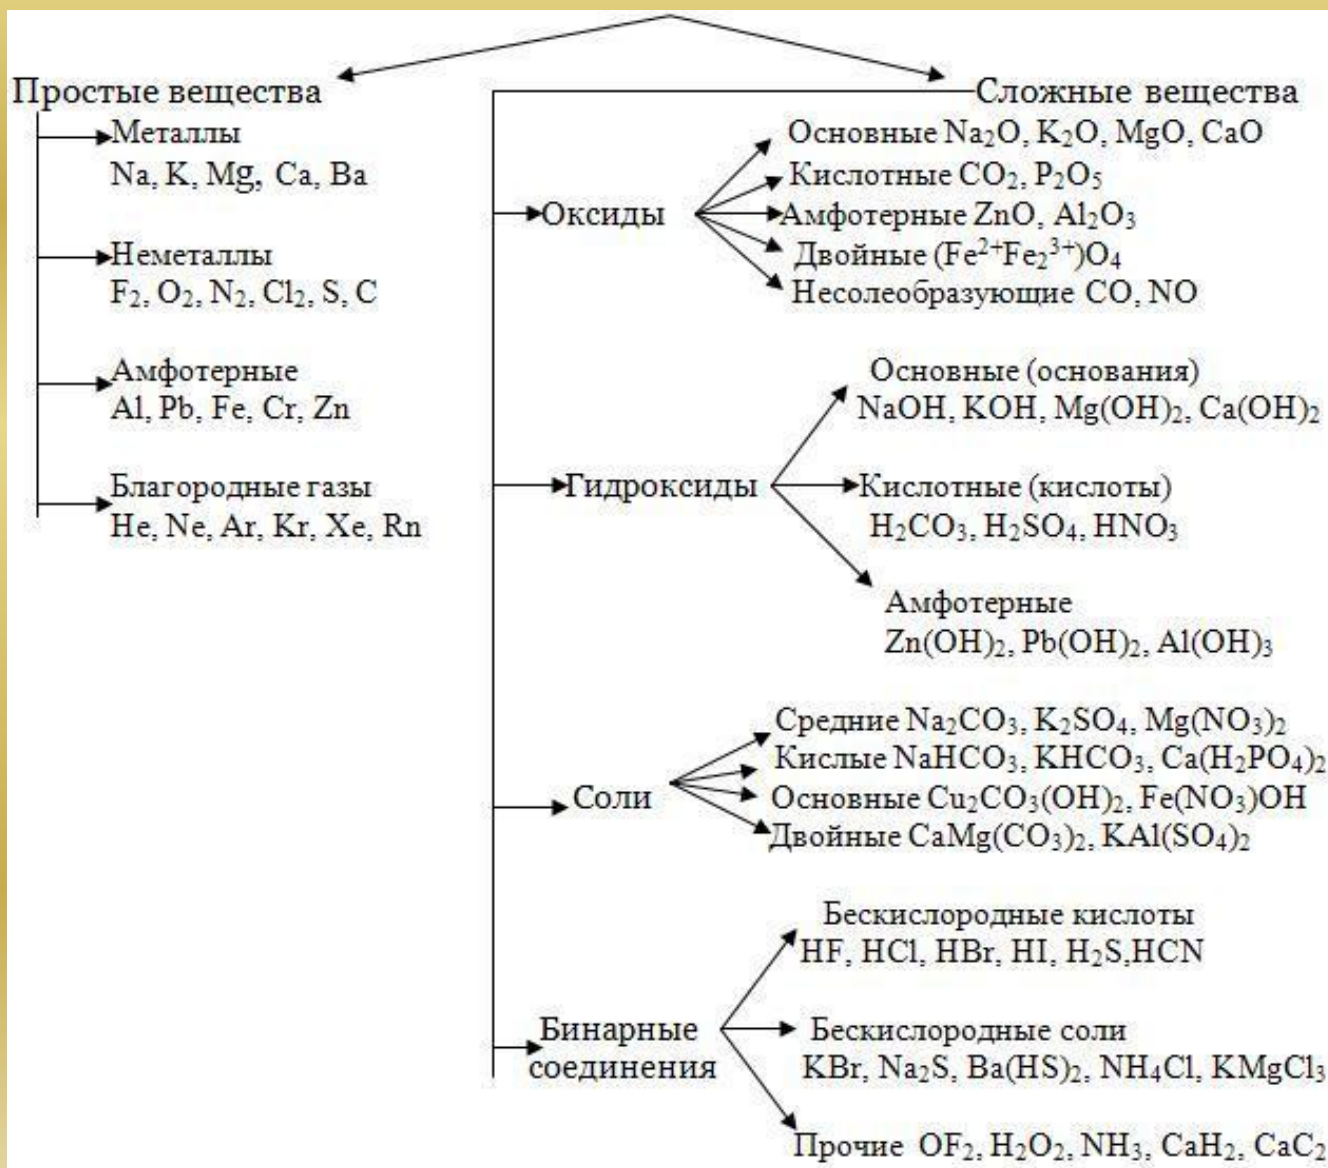 Простые вещества
Металлы
Na, K, Mg, Ca, Ba
Неметаллы
F₂, O₂, N₂, Cl₂, S, C
Амфотерные
Al, Pb, Fe, Cr, Zn
Благородные газы
He, Ne, Ar, Kr, Xe, Rn
Сложные вещества
Оксиды
Основные Na₂O, K₂O, MgO, CaO
Кислотные CO₂, P₂O₅
Амфотерные ZnO, Al₂O₃
Двойные (Fe²⁺Fe₂³⁺)O₄
Несолеобразующие CO, NO
Гидроксиды
Основные (основания)
NaOH, KOH, Mg(OH)₂, Ca(OH)₂
Кислотные (кислоты)
H₂CO₃, H₂SO₄, HNO₃
Амфотерные
Zn(OH)₂, Pb(OH)₂, Al(OH)₃
Соли
Средние Na₂CO₃, K₂SO₄, Mg(NO₃)₂
Кислые NaHCO₃, KHCO₃, Ca(H₂PO₄)₂
Основные Cu₂CO₃(OH)₂, Fe(NO₃)OH
Двойные CaMg(CO₃)₂, KAl(SO₄)₂
Бинарные
соединения
Бескислородные кислоты
HF, HCl, HBr, HI, H₂S,HCN
Бескислородные соли
KBr, Na₂S, Ba(HS)₂, NH₄Cl, KMgCl₃
Прочие OF₂, H₂O₂, NH₃, CaH₂, CaC₂